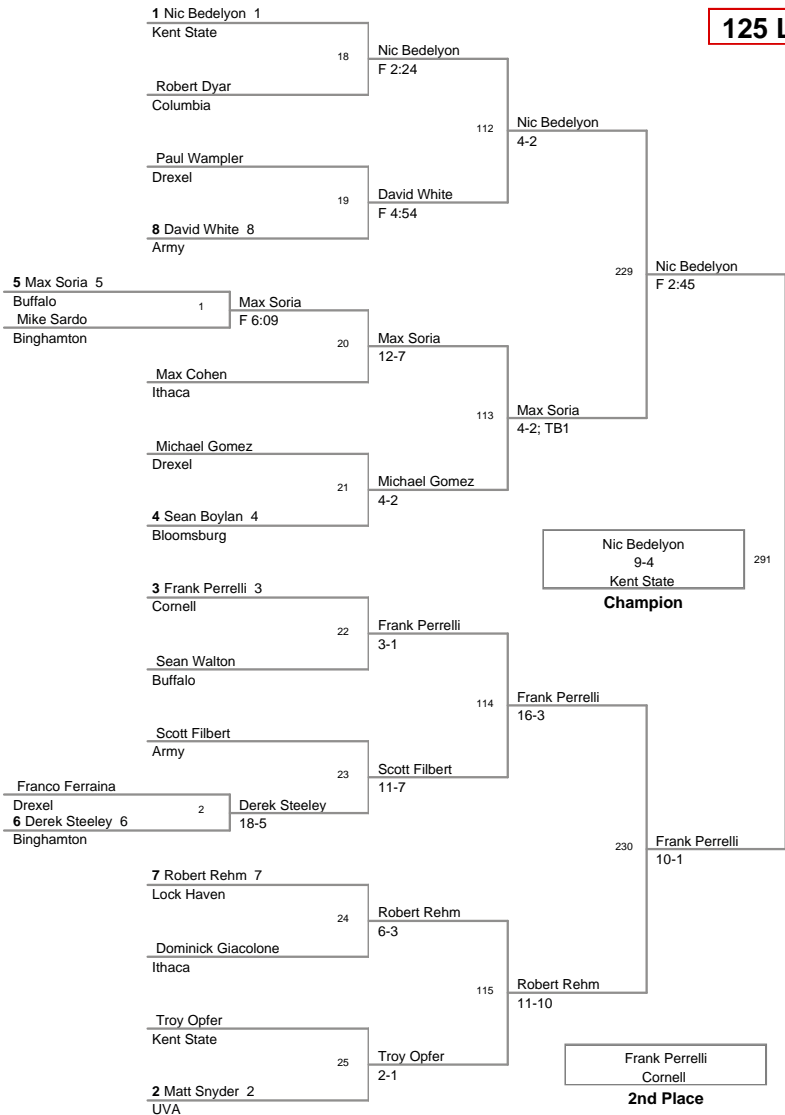 125 L
1 Nic Bedelyon 1
Kent State
18
Nic Bedelyon
F 2:24
Robert Dyar
Columbia
112
Nic Bedelyon
4-2
Paul Wampler
Drexel
19
David White
F 4:54
8 David White 8
Army
229
Nic Bedelyon
F 2:45
5 Max Soria 5
Buffalo
1
Max Soria
F 6:09
Mike Sardo
Binghamton
20
Max Soria
12-7
Max Cohen
Ithaca
113
Max Soria
4-2; TB1
Michael Gomez
Drexel
21
Michael Gomez
4-2
4 Sean Boylan 4
Bloomsburg
Nic Bedelyon
9-4
Kent State
291
Champion
3 Frank Perrelli 3
Cornell
22
Frank Perrelli
3-1
Sean Walton
Buffalo
114
Frank Perrelli
16-3
Scott Filbert
Army
23
Scott Filbert
11-7
Franco Ferraina
Drexel
2
Derek Steeley
18-5
6 Derek Steeley 6
Binghamton
230
Frank Perrelli
10-1
7 Robert Rehm 7
Lock Haven
24
Robert Rehm
6-3
Dominick Giacolone
Ithaca
115
Robert Rehm
11-10
Troy Opfer
Kent State
25
Troy Opfer
2-1
2 Matt Snyder 2
UVA
Frank Perrelli
Cornell
2nd Place